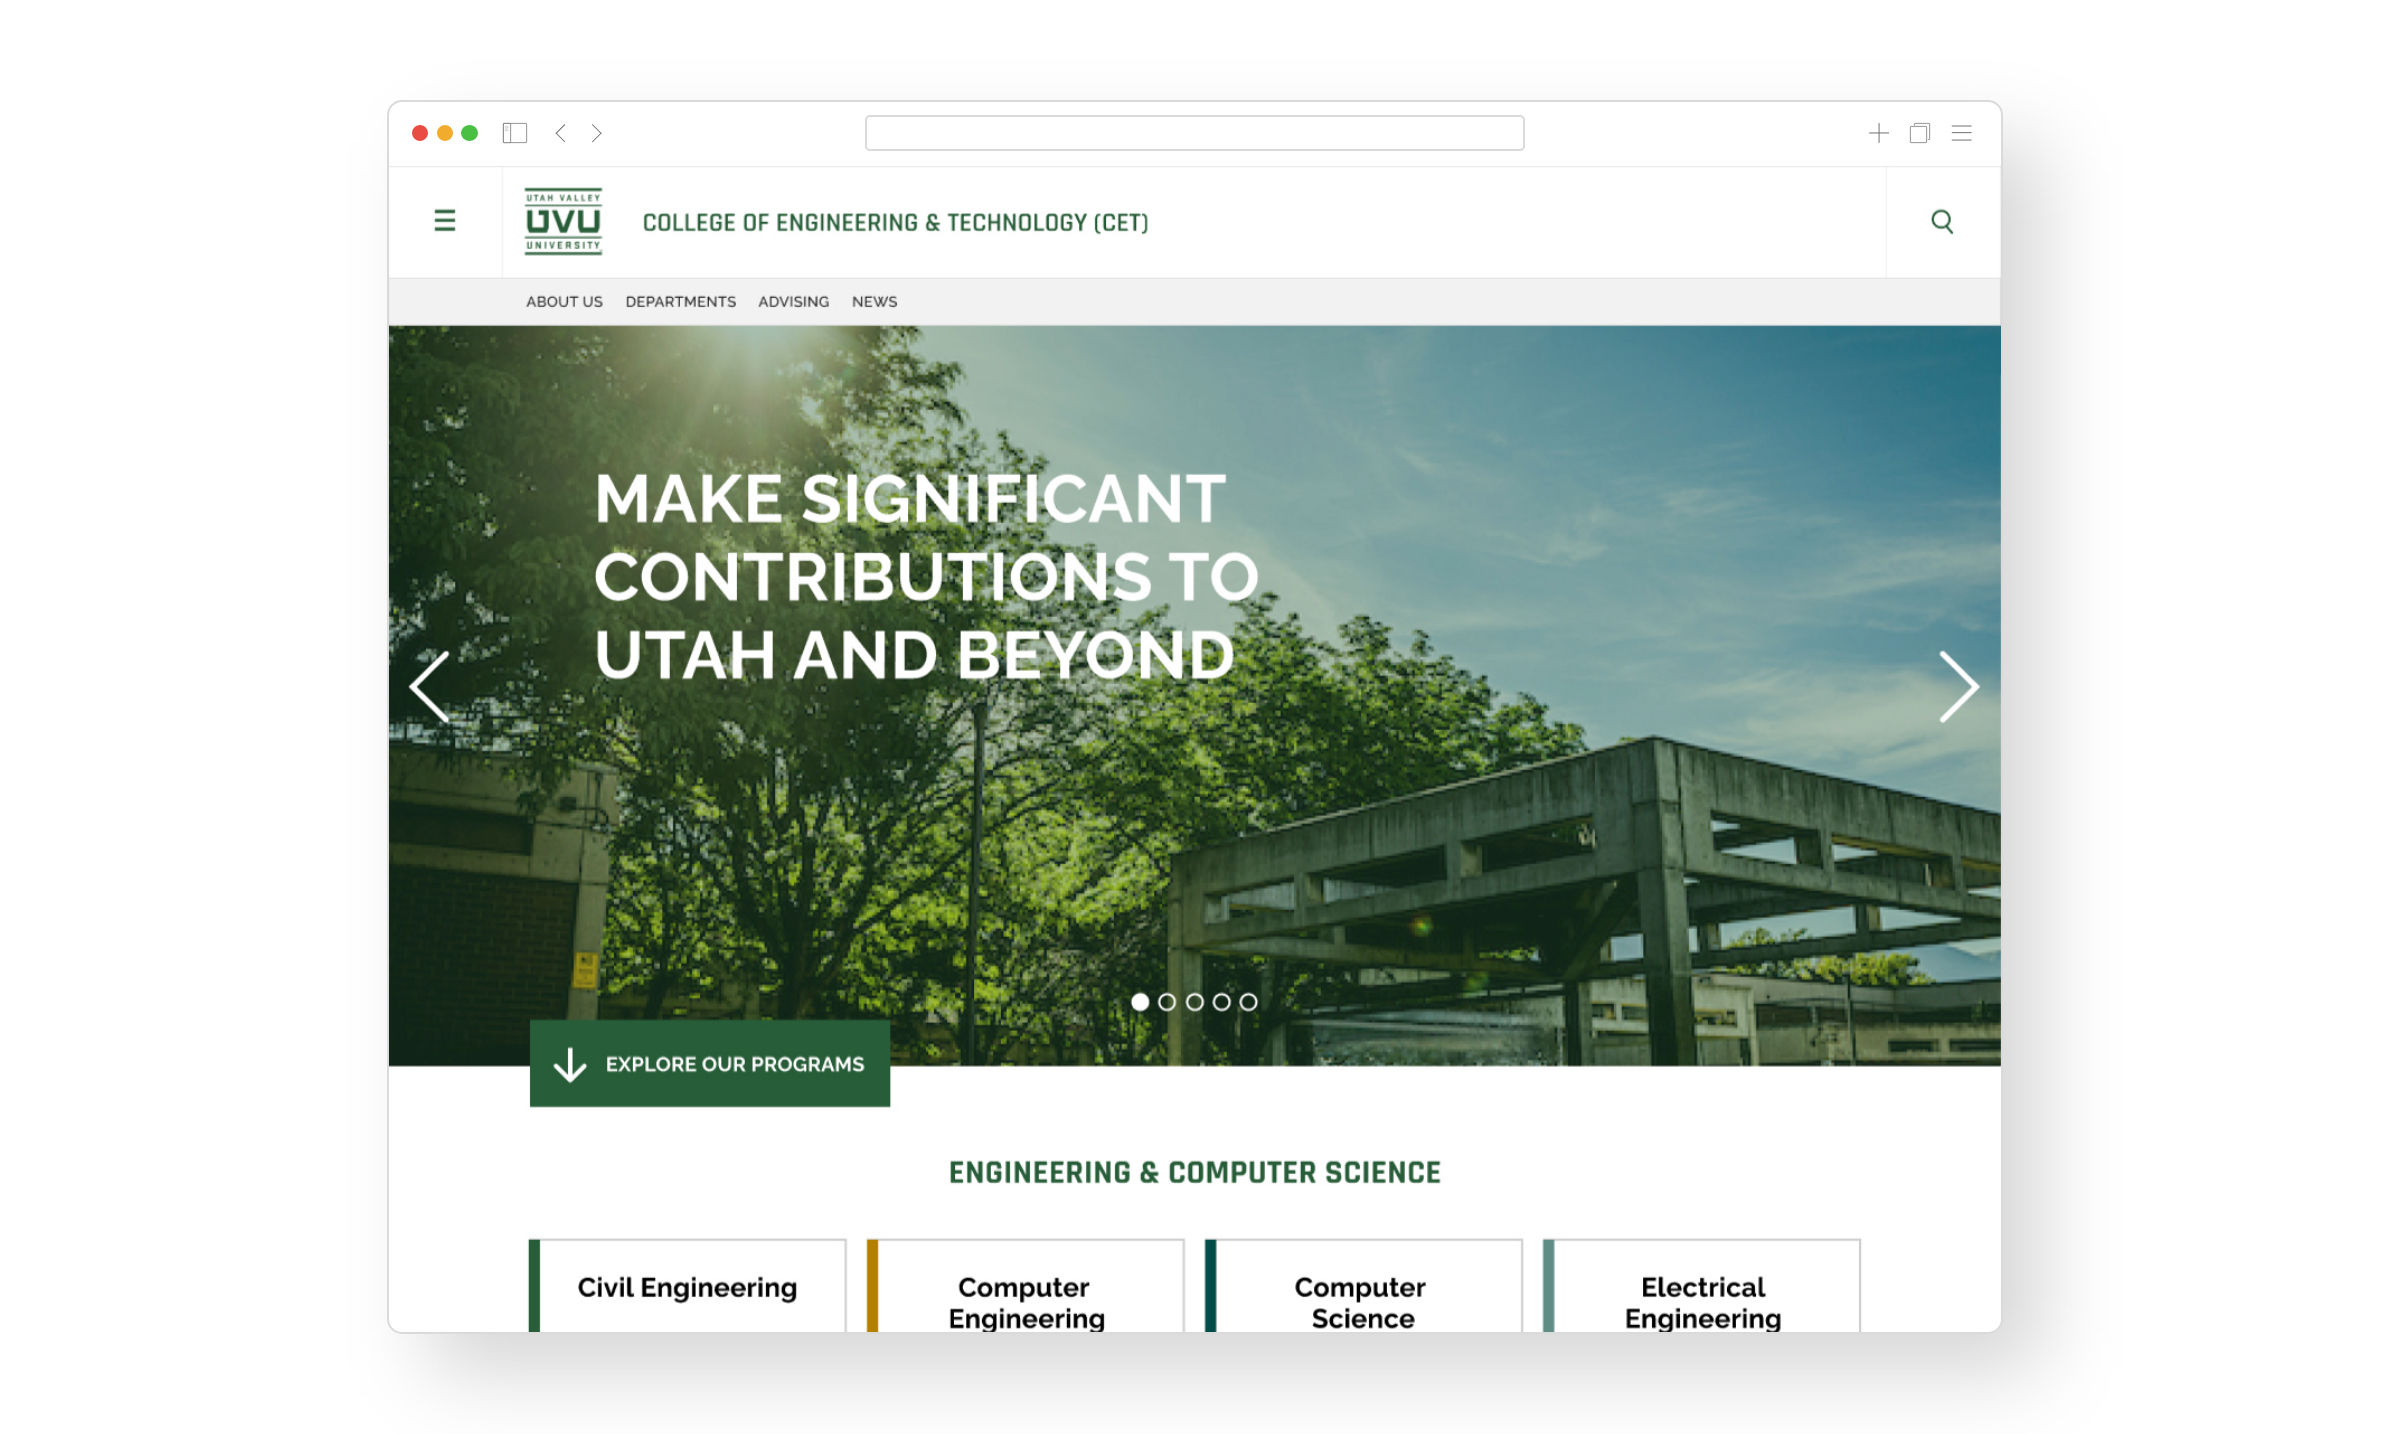 UTAH VALLEY
UVU
UNIVERSITY
COLLEGE OF ENGINEERING & TECHNOLOGY (CET)
ABOUT US DEPARTMENTS ADVISING NEWS
MAKE SIGNIFICANT
CONTRIBUTIONS TO
UTAH AND BEYOND
EXPLORE OUR PROGRAMS
ENGINEERING & COMPUTER SCIENCE
Civil Engineering
Computer
Engineering
Computer
Science
Electrical
Engineering